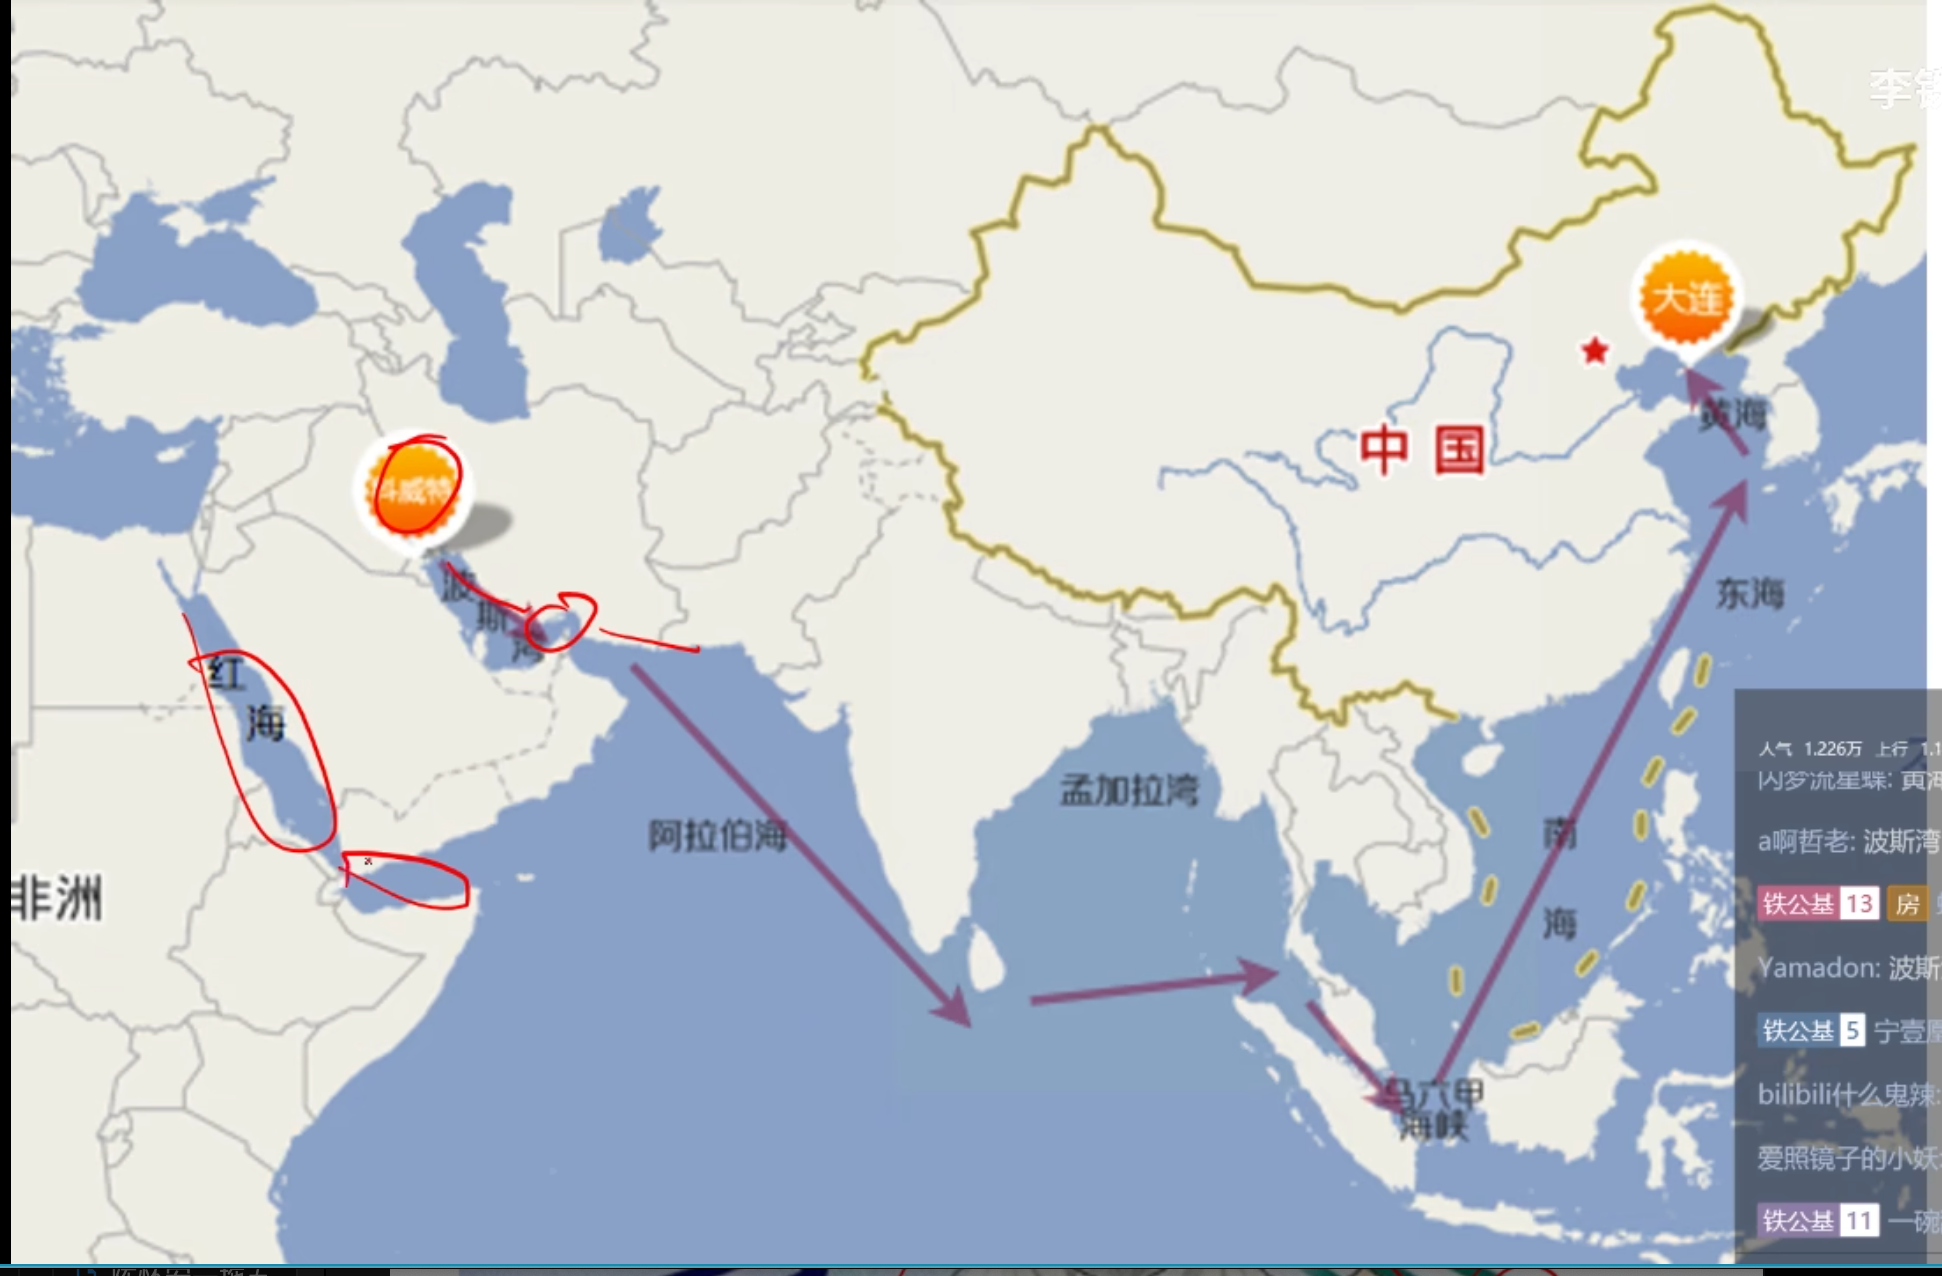 李
大连
黄海
中国
科威特
波斯湾
东海
红海
孟加拉湾
阿拉伯海
南海
非洲
马六甲
海峡
人气 1.226万 上行 1.1
闪梦流星蝶: 黄海
a啊哲老: 波斯湾
铁公基 13 房
Yamadon: 波斯
铁公基 5 宁壹
bilibili什么鬼辣:
爱照镜子的小妖:
铁公基 11 一碗